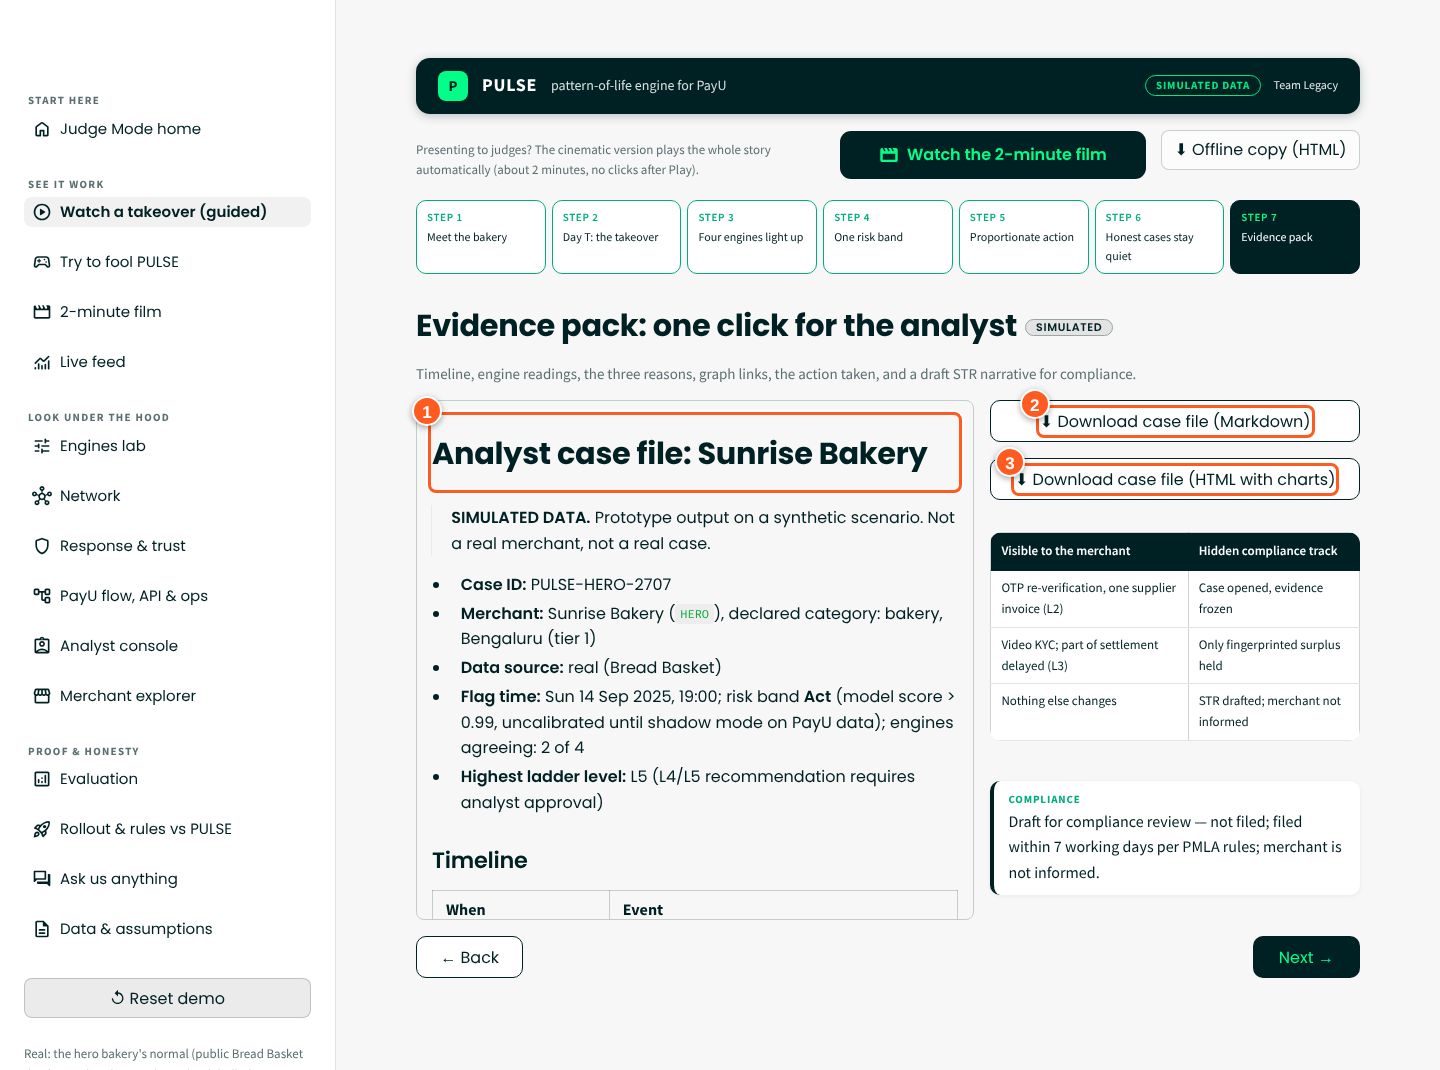 START HERE
Judge Mode home
SEE IT WORK
Watch a takeover (guided)
Try to fool PULSE
2-minute film
Live feed
LOOK UNDER THE HOOD
Engines lab
Network
Response & trust
PayU flow, API & ops
Analyst console
Merchant explorer
PROOF & HONESTY
Evaluation
Rollout & rules vs PULSE
Ask us anything
Data & assumptions
Reset demo
Real: the hero bakery's normal (public Bread Basket
P PULSE pattern-of-life engine for PayU
SIMULATED DATA Team Legacy
Presenting to judges? The cinematic version plays the whole story
automatically (about 2 minutes, no clicks after Play).
Watch the 2-minute film
⬇ Offline copy (HTML)
STEP 1
Meet the bakery
STEP 2
Day T: the takeover
STEP 3
Four engines light up
STEP 4
One risk band
STEP 5
Proportionate action
STEP 6
Honest cases stay
quiet
STEP 7
Evidence pack
Evidence pack: one click for the analyst SIMULATED
Timeline, engine readings, the three reasons, graph links, the action taken, and a draft STR narrative for compliance.
1
Analyst case file: Sunrise Bakery
SIMULATED DATA. Prototype output on a synthetic scenario. Not
a real merchant, not a real case.
• Case ID: PULSE-HERO-2707
• Merchant: Sunrise Bakery (HERO), declared category: bakery,
Bengaluru (tier 1)
• Data source: real (Bread Basket)
• Flag time: Sun 14 Sep 2025, 19:00; risk band Act (model score >
0.99, uncalibrated until shadow mode on PayU data); engines
agreeing: 2 of 4
• Highest ladder level: L5 (L4/L5 recommendation requires
analyst approval)
Timeline
When Event
2
⬇ Download case file (Markdown)
3
⬇ Download case file (HTML with charts)
Visible to the merchant Hidden compliance track
OTP re-verification, one supplier
invoice (L2)
Case opened, evidence
frozen
Video KYC; part of settlement
delayed (L3)
Only fingerprinted surplus
held
Nothing else changes
STR drafted; merchant not
informed
COMPLIANCE
Draft for compliance review — not filed; filed
within 7 working days per PMLA rules; merchant is
not informed.
← Back
Next →